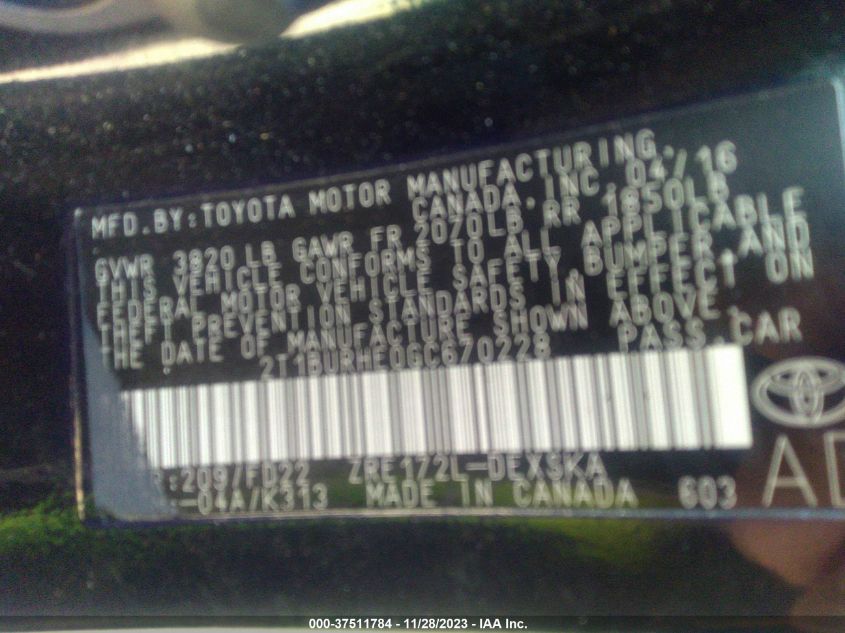 MFD.BY:TOYOTA MOTOR MANUFACTURING,
CANADA,INC.04/16
GVWR 3820 LB GAWR FR 2070LB.RR 1850LB
THIS VEHICLE CONFORMS TO ALL APPLICABLE
FEDERAL MOTOR VEHICLE SAFETY,BUMPER,AND
THEFT PREVENTION STANDARDS IN EFFECT ON
THE DATE OF MANUFACTURE SHOWN ABOVE.
2T1BURHE0GC670228 PASS.CAR
:209/FD22 ZRE172L-DEXSKA
-04A/K313 MADE IN CANADA 603
000-37511784 - 11/28/2023 - IAA Inc.